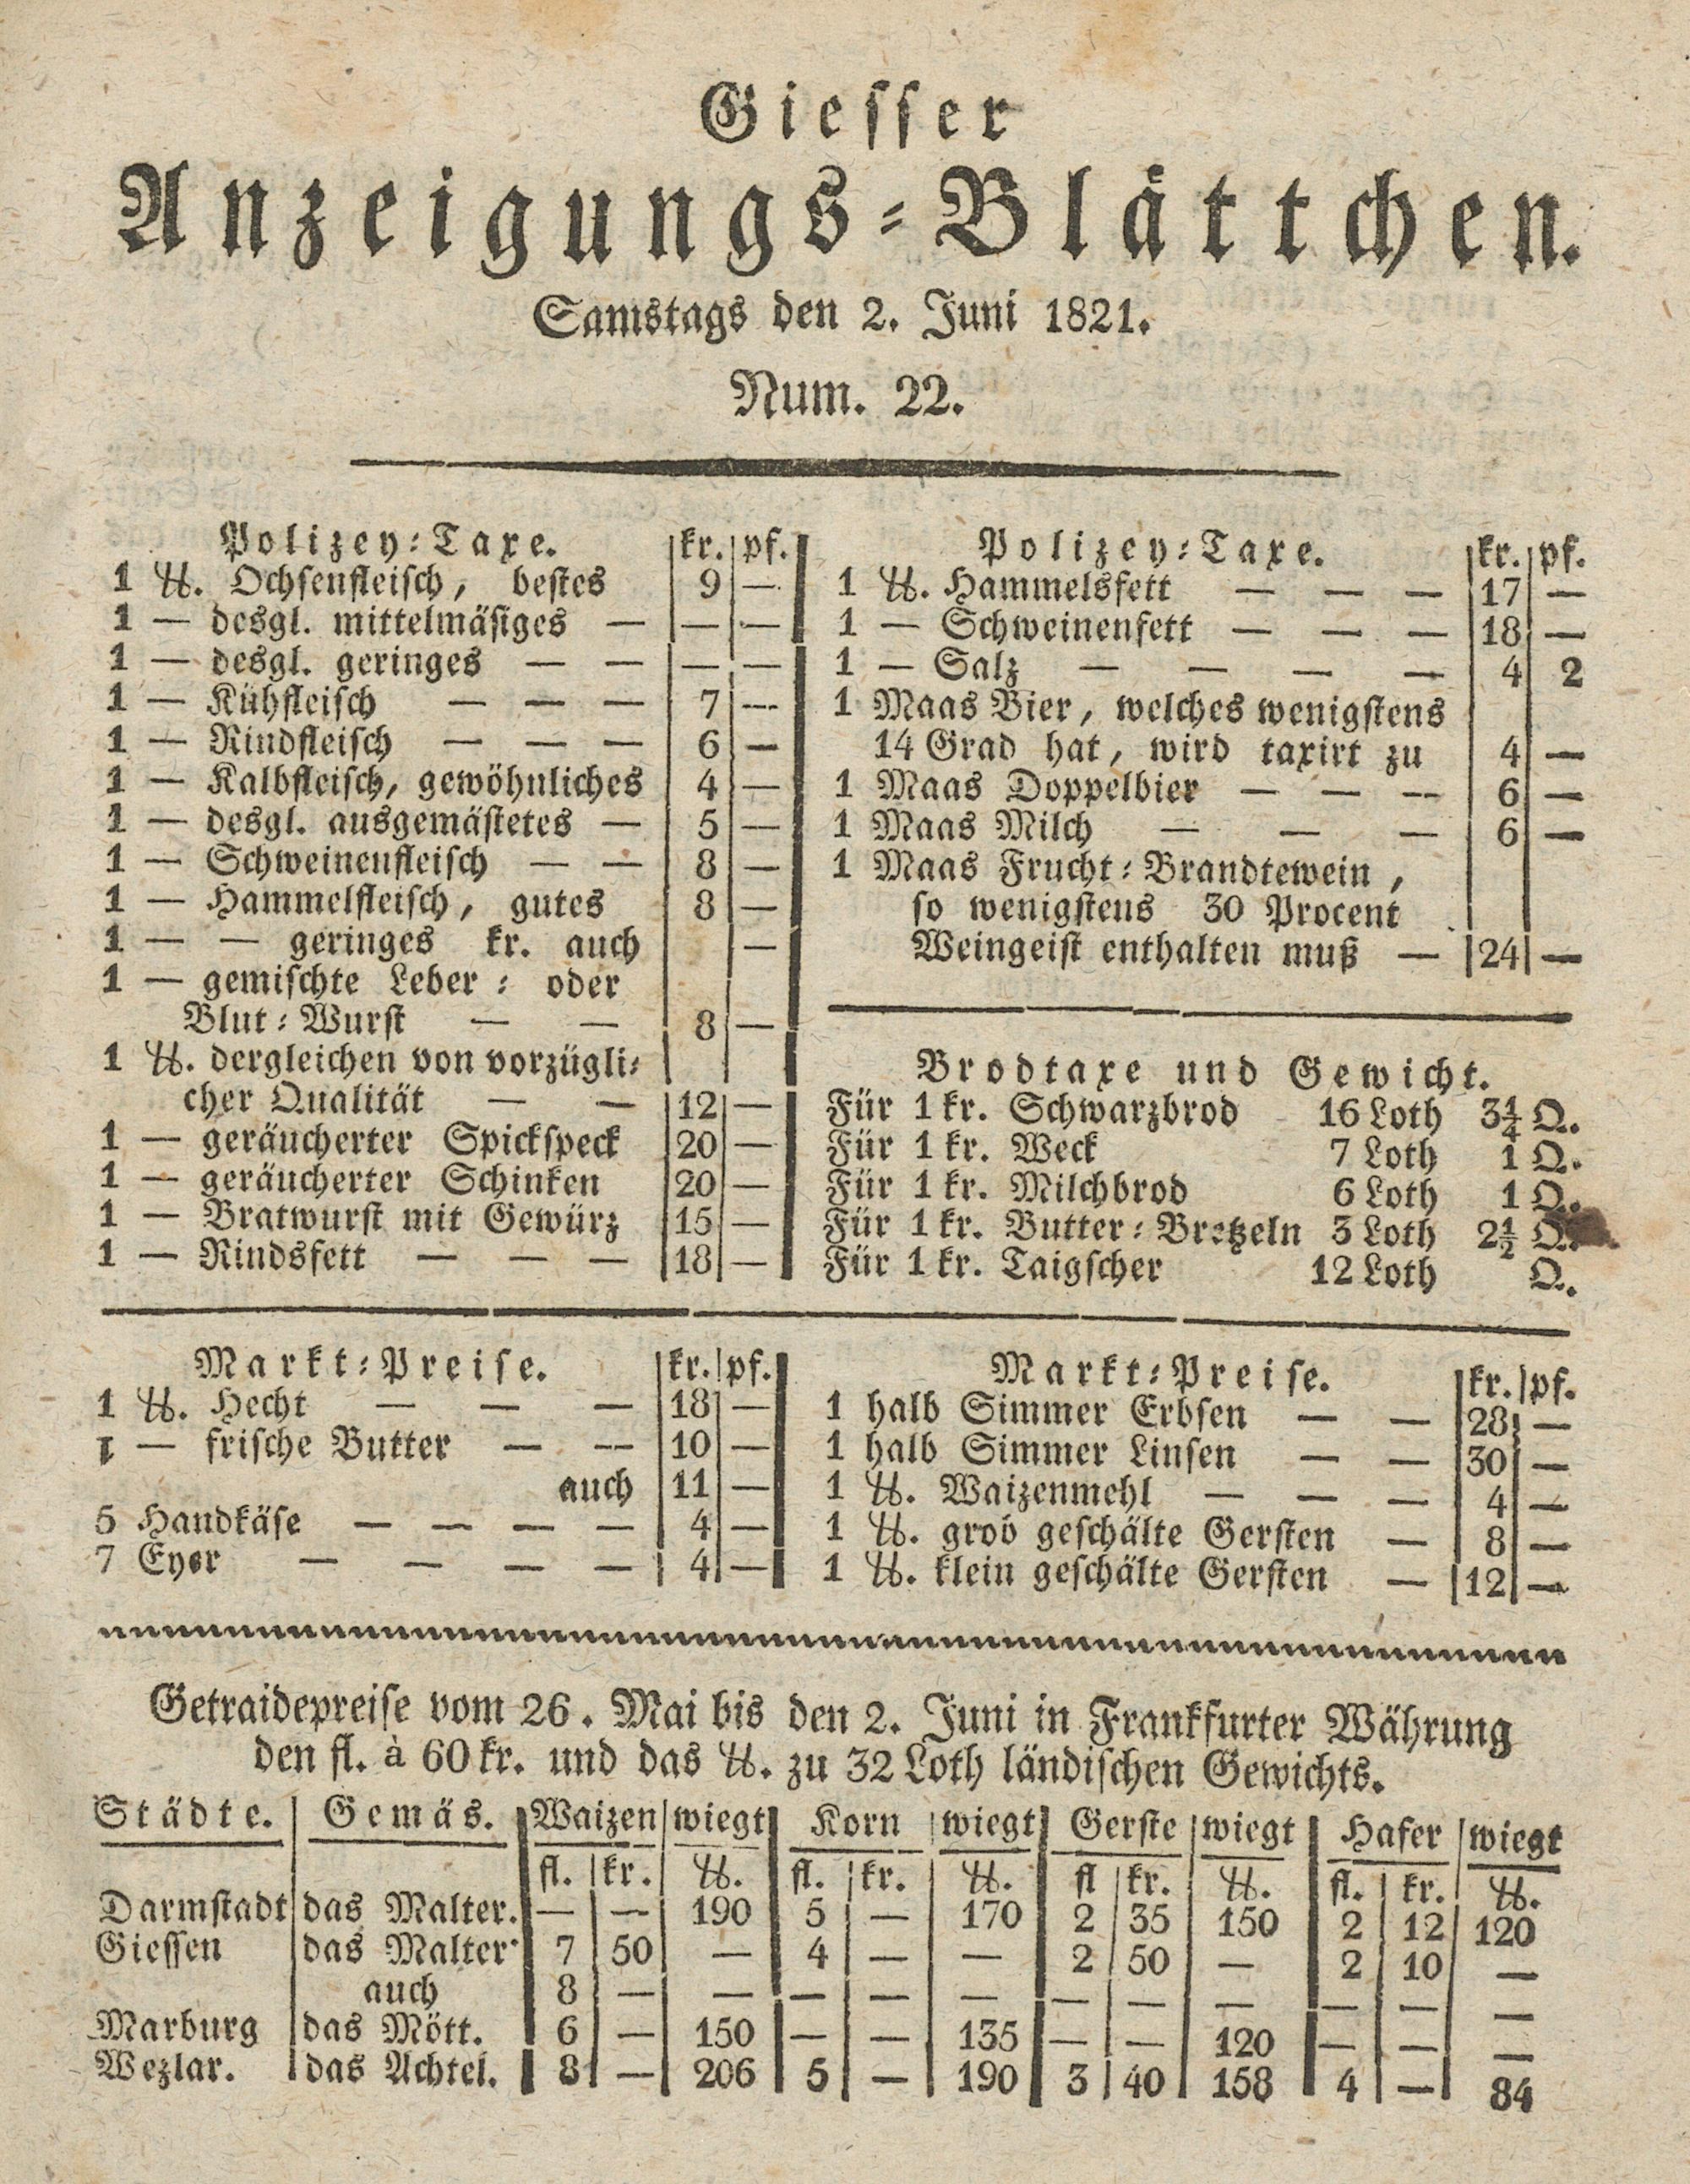 Giesser
Anzeigungs-Blättchen.
Samstags den 2. Juni 1821.
Num. 22.
Polizey-Taxe. kr. pf.
1 ℔. Ochsenfleisch, bestes 9 —
1 — desgl. mittelmäsiges — — —
1 — desgl. geringes — — — —
1 — Kühfleisch — — — 7 —
1 — Rindfleisch — — — 6 —
1 — Kalbfleisch, gewöhnliches 4 —
1 — desgl. ausgemästetes — 5 —
1 — Schweinenfleisch — — 8 —
1 — Hammelfleisch, gutes 8 —
1 — — geringes kr. auch —
1 — gemischte Leber- oder
Blut-Wurst — — 8 —
1 ℔. dergleichen von vorzügli-
cher Qualität — — 12 —
1 — geräucherter Spickspeck 20 —
1 — geräucherter Schinken 20 —
1 — Bratwurst mit Gewürz 15 —
1 — Rindsfett — — — 18 —
Polizey-Taxe. kr. pf.
1 ℔. Hammelsfett — — — 17 —
1 — Schweinenfett — — — 18 —
1 — Salz — — — — 4 2
1 Maas Bier, welches wenigstens
14 Grad hat, wird taxirt zu 4 —
1 Maas Doppelbier — — — 6 —
1 Maas Milch — — — 6 —
1 Maas Frucht-Brandtewein,
so wenigstens 30 Procent
Weingeist enthalten muß — 24 —
Brodtaxe und Gewicht.
Für 1 kr. Schwarzbrod 16 Loth 3¼ Q.
Für 1 kr. Weck 7 Loth 1 Q.
Für 1 kr. Milchbrod 6 Loth 1 Q.
Für 1 kr. Butter-Bretzeln 3 Loth 2½ Q.
Für 1 kr. Taigscher 12 Loth Q.
Markt-Preise. kr. pf.
1 ℔. Hecht — — — 18 —
1 — frische Butter — — 10 —
auch 11 —
5 Handkäse — — — — 4 —
7 Eyer — — — — 4 —
Markt-Preise. kr. pf.
1 halb Simmer Erbsen — — 28 —
1 halb Simmer Linsen — — 30 —
1 ℔. Waizenmehl — — — 4 —
1 ℔. grob geschälte Gersten — 8 —
1 ℔. klein geschälte Gersten — 12 —
Getraidepreise vom 26. Mai bis den 2. Juni in Frankfurter Währung
den fl. à 60 kr. und das ℔. zu 32 Loth ländischen Gewichts.
Städte. Gemäs. Waizen wiegt Korn wiegt Gerste wiegt Hafer wiegt
fl. kr. ℔. fl. kr. ℔. fl kr. ℔. fl. kr. ℔.
Darmstadt das Malter. — — 190 5 — 170 2 35 150 2 12 120
Giessen das Malter 7 50 — 4 — — 2 50 — 2 10 —
auch 8 — — — — — — — — — — —
Marburg das Mött. 6 — 150 — — 135 — — 120 — — —
Wezlar. das Achtel. 8 — 206 5 — 190 3 40 158 4 — 84